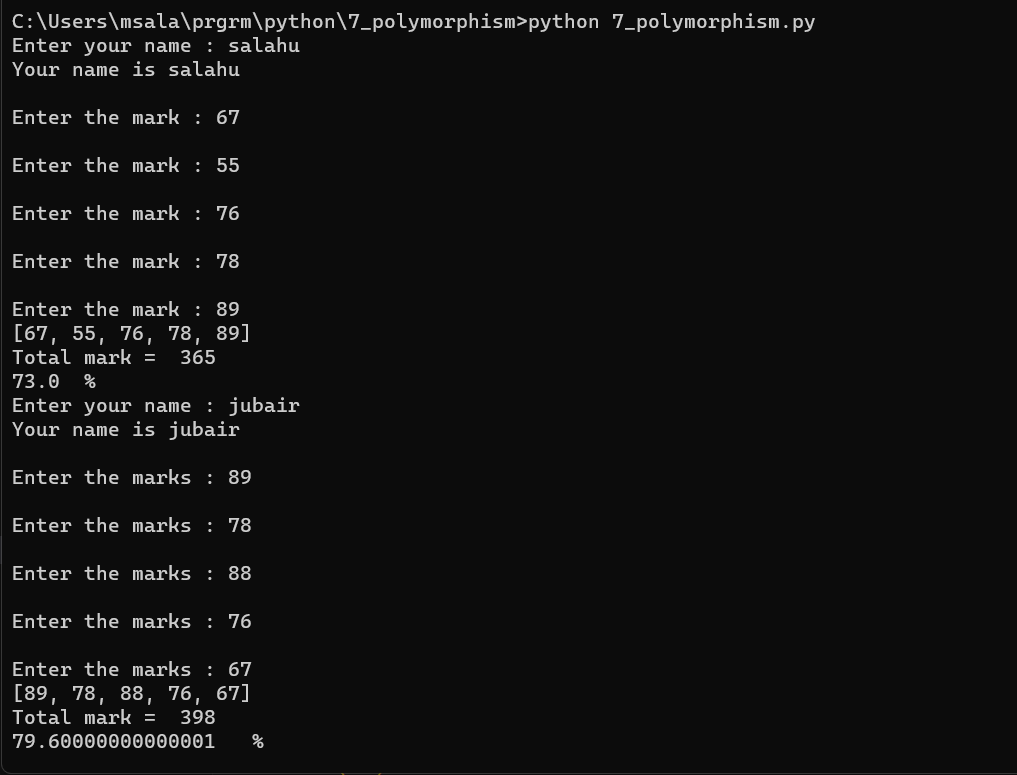 C:\Users\msala\prgrm\python\7_polymorphism>python 7_polymorphism.py
Enter your name : salahu
Your name is salahu
Enter the mark : 67
Enter the mark : 55
Enter the mark : 76
Enter the mark : 78
Enter the mark : 89
[67, 55, 76, 78, 89]
Total mark =  365
73.0  %
Enter your name : jubair
Your name is jubair
Enter the marks : 89
Enter the marks : 78
Enter the marks : 88
Enter the marks : 76
Enter the marks : 67
[89, 78, 88, 76, 67]
Total mark =  398
79.60000000000001   %